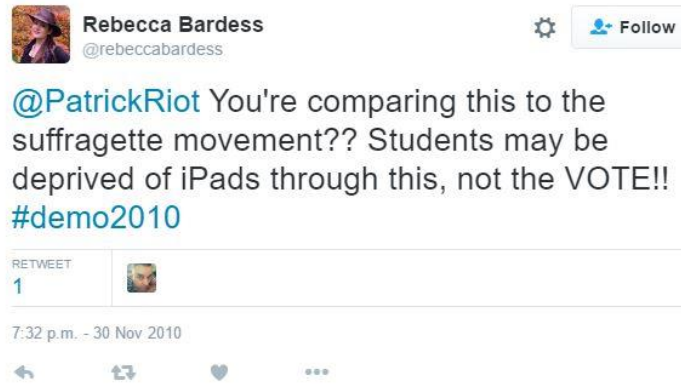 Rebecca Bardess
@rebeccabardess
Follow
@PatrickRiot You're comparing this to the
suffragette movement?? Students may be
deprived of iPads through this, not the VOTE!!
#demo2010
RETWEET
1
7:32 p.m. - 30 Nov 2010